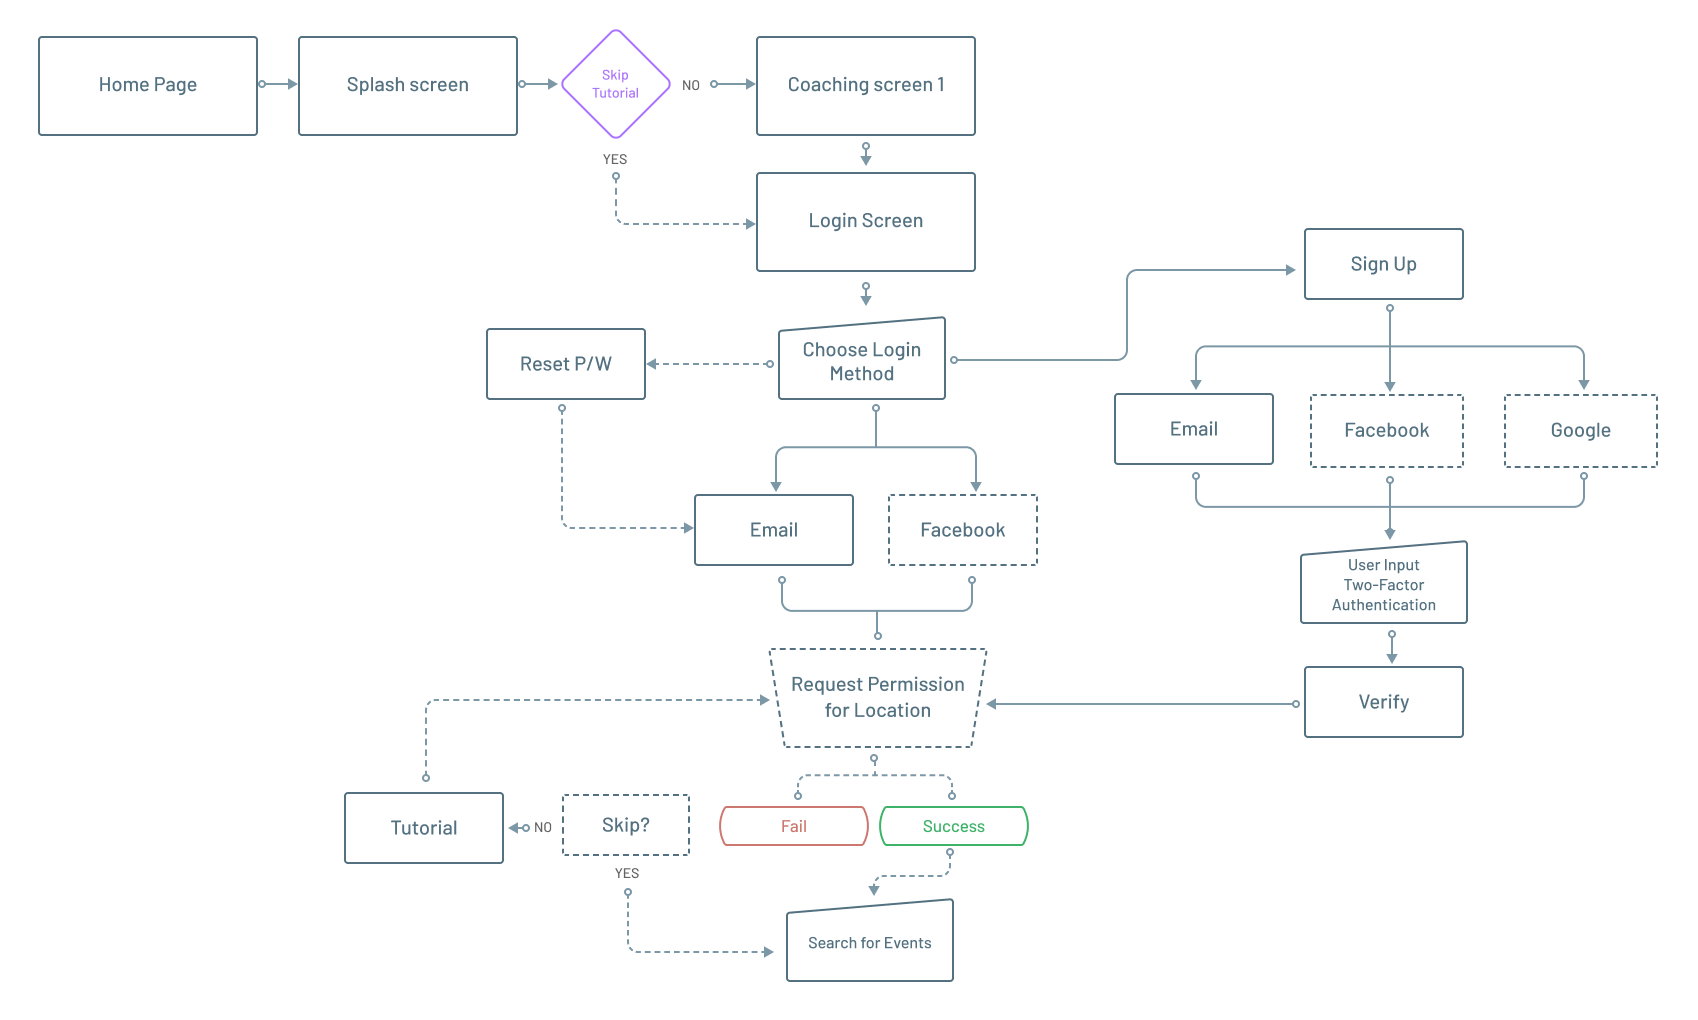 Home Page
Splash screen
Skip
Tutorial
NO
Coaching screen 1
YES
Login Screen
Sign Up
Reset P/W
Choose Login
Method
Email
Facebook
Google
Email
Facebook
User Input
Two-Factor
Authentication
Request Permission
for Location
Verify
Tutorial
NO
Skip?
Fail
Success
YES
Search for Events